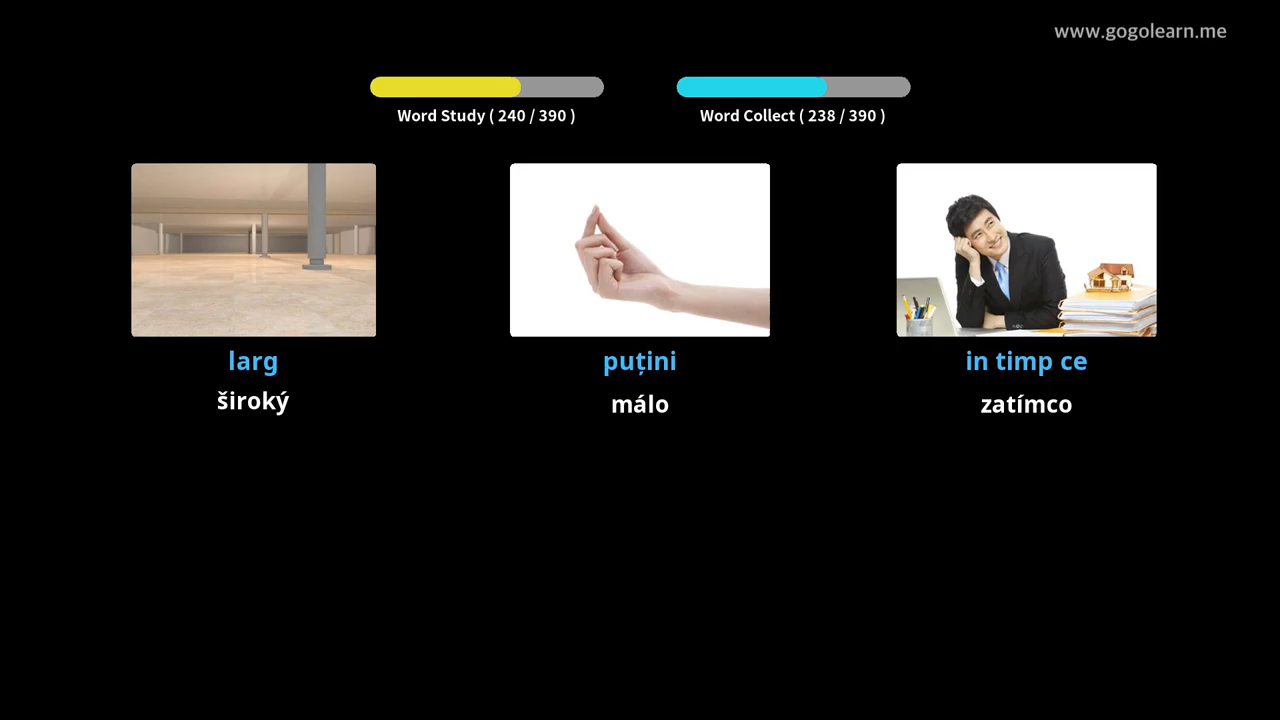 www.gogolearn.me
Word Study ( 240 / 390 )
Word Collect ( 238 / 390 )
larg
puțini
in timp ce
široký
málo
zatímco